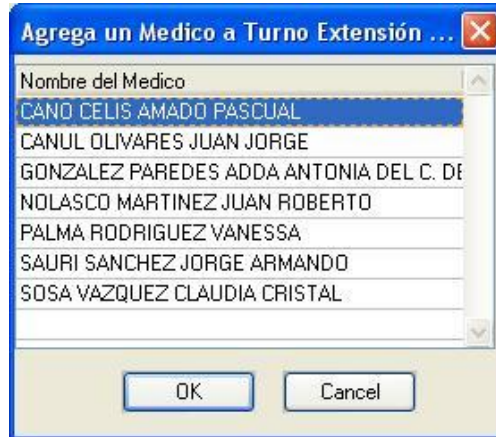 Agrega un Medico a Turno Extensión ...
Nombre del Medico
CANO CELIS AMADO PASCUAL
CANUL OLIVARES JUAN JORGE
GONZALEZ PAREDES ADDA ANTONIA DEL C. DE
NOLASCO MARTINEZ JUAN ROBERTO
PALMA RODRIGUEZ VANESSA
SAURI SANCHEZ JORGE ARMANDO
SOSA VAZQUEZ CLAUDIA CRISTAL
OK Cancel